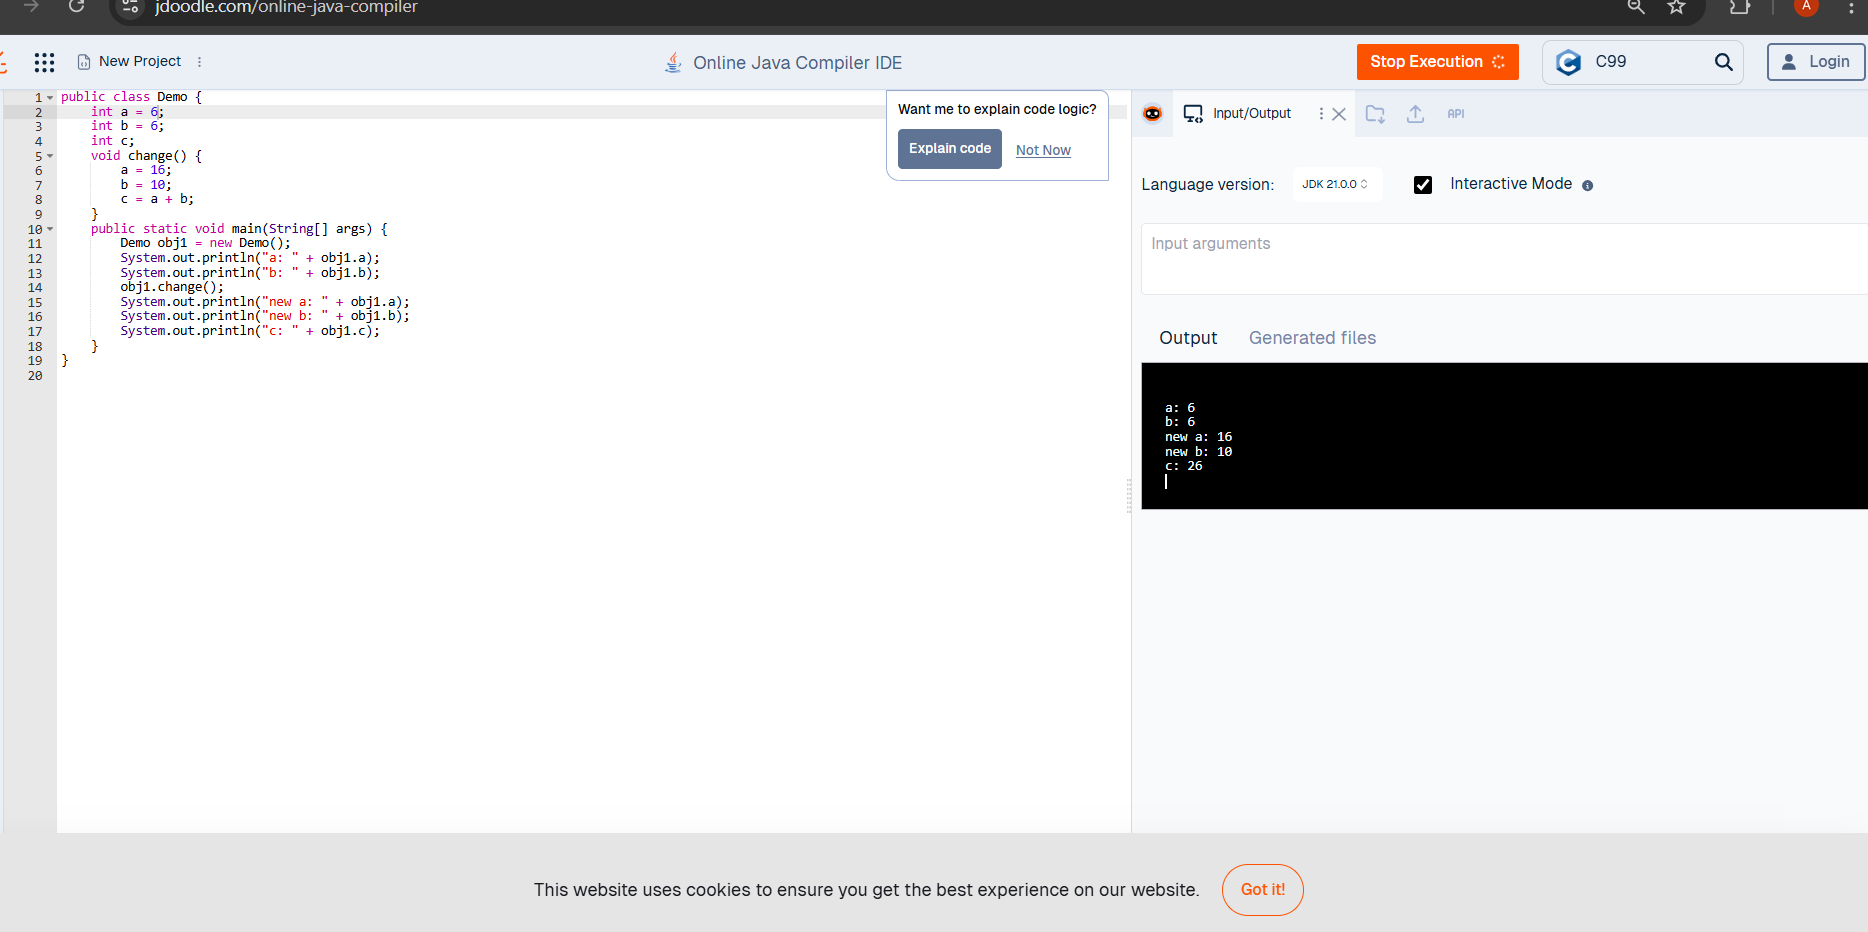 jdoodle.com/online-java-compiler
A
New Project
Online Java Compiler IDE
Stop Execution
C C99
Login
1 public class Demo {
2     int a = 6;
3     int b = 6;
4     int c;
5     void change() {
6         a = 16;
7         b = 10;
8         c = a + b;
9     }
10     public static void main(String[] args) {
11         Demo obj1 = new Demo();
12         System.out.println("a: " + obj1.a);
13         System.out.println("b: " + obj1.b);
14         obj1.change();
15         System.out.println("new a: " + obj1.a);
16         System.out.println("new b: " + obj1.b);
17         System.out.println("c: " + obj1.c);
18     }
19 }
20
Want me to explain code logic?
Explain code Not Now
Input/Output
API
Language version: JDK 21.0.0 Interactive Mode
Input arguments
Output Generated files
a: 6
b: 6
new a: 16
new b: 10
c: 26
This website uses cookies to ensure you get the best experience on our website. Got it!